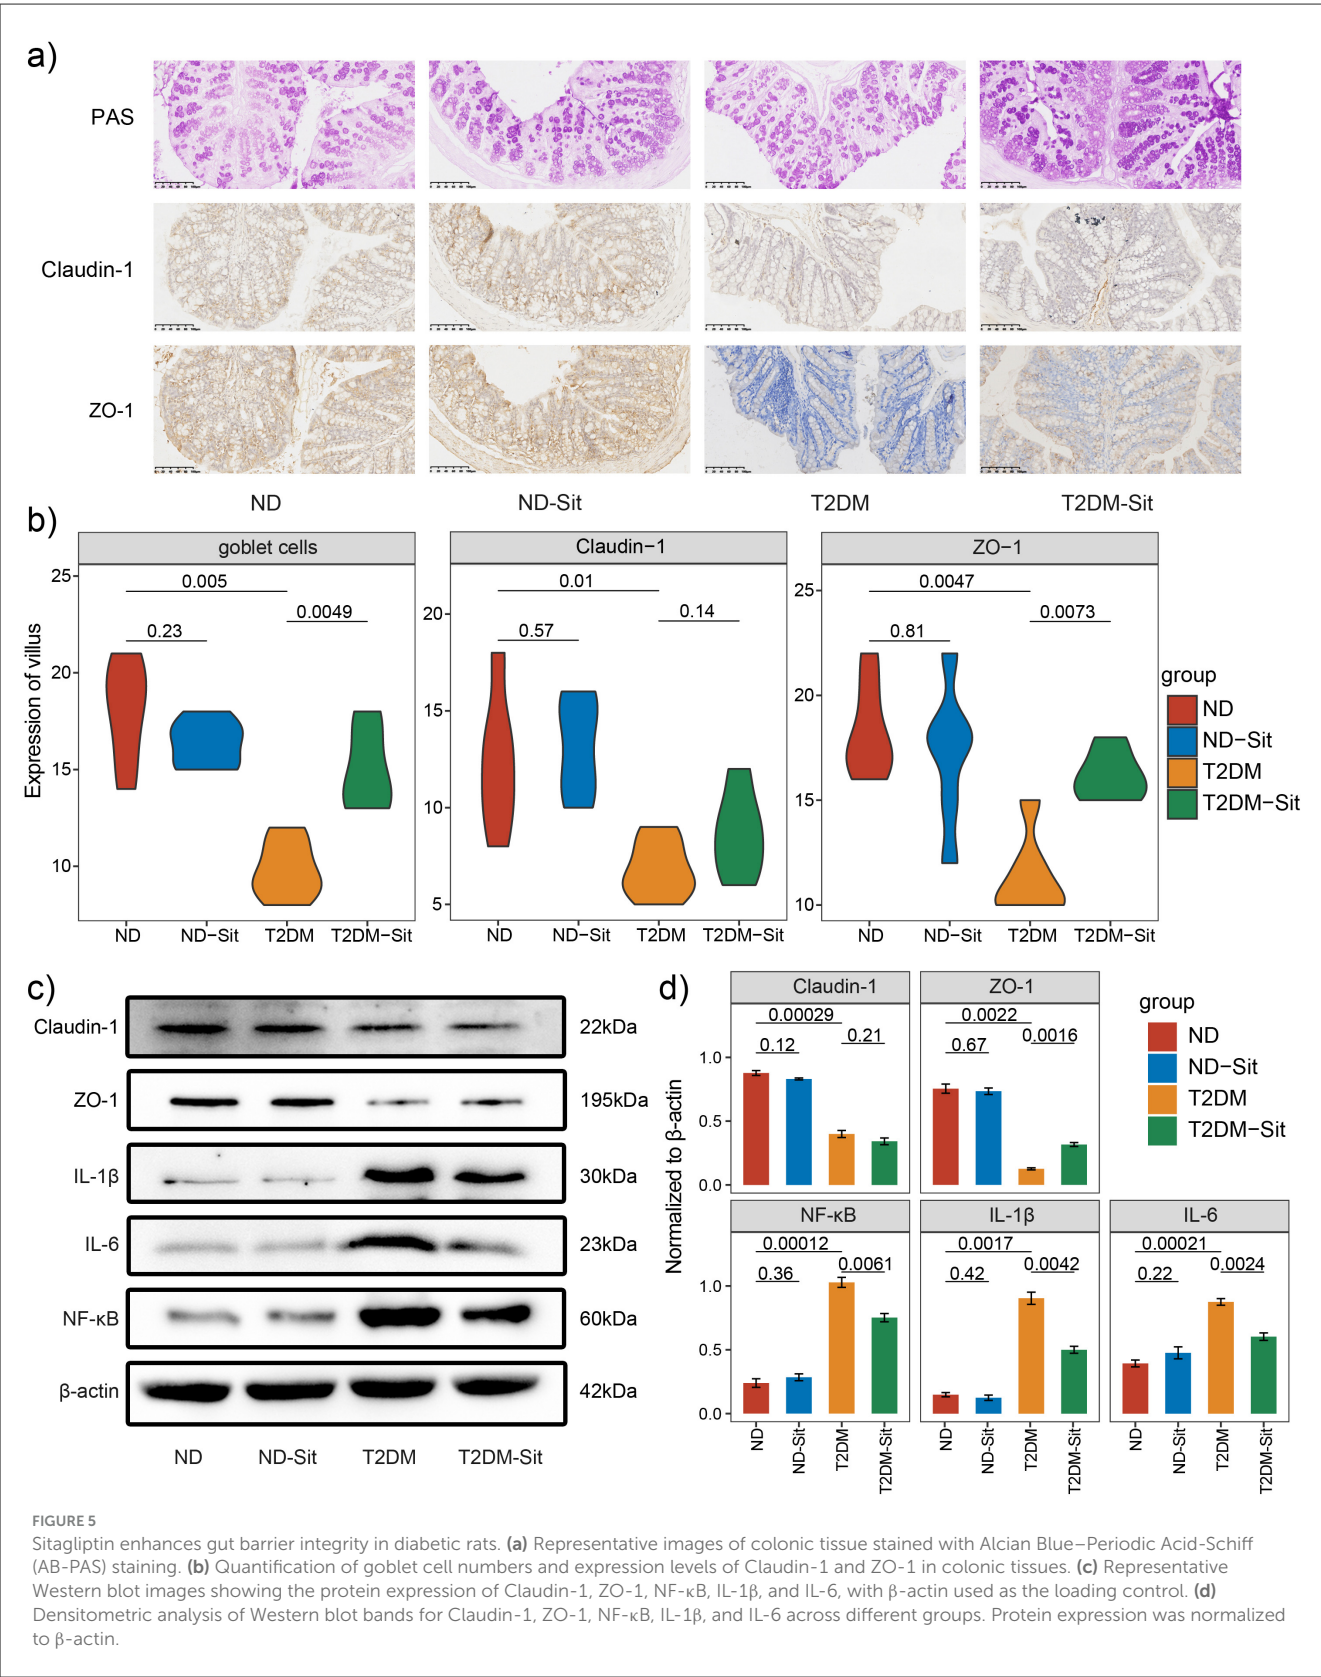 a)
PAS
Claudin-1
ZO-1
ND ND-Sit T2DM T2DM-Sit
b)
goblet cells Claudin−1 ZO−1
Expression of villus
25
20
15
10
0.005
0.0049
0.23
ND ND−Sit T2DM T2DM−Sit
20
15
10
5
0.01
0.14
0.57
ND ND−Sit T2DM T2DM−Sit
25
20
15
10
0.0047
0.0073
0.81
ND ND−Sit T2DM T2DM−Sit
group
ND
ND−Sit
T2DM
T2DM−Sit
c)
Claudin-1 22kDa
ZO-1 195kDa
IL-1β 30kDa
IL-6 23kDa
NF-κB 60kDa
β-actin 42kDa
ND ND-Sit T2DM T2DM-Sit
d)
Normalized to β-actin
Claudin-1 ZO-1
1.0
0.5
0.0
0.00029
0.12 0.21
0.0022
0.67 0.0016
NF-κB IL-1β IL-6
1.0
0.5
0.0
0.00012
0.36 0.0061
0.0017
0.42 0.0042
0.00021
0.22 0.0024
ND ND-Sit T2DM T2DM-Sit
ND ND-Sit T2DM T2DM-Sit
ND ND-Sit T2DM T2DM-Sit
group
ND
ND−Sit
T2DM
T2DM−Sit
FIGURE 5
Sitagliptin enhances gut barrier integrity in diabetic rats. (a) Representative images of colonic tissue stained with Alcian Blue–Periodic Acid-Schiff
(AB-PAS) staining. (b) Quantification of goblet cell numbers and expression levels of Claudin-1 and ZO-1 in colonic tissues. (c) Representative
Western blot images showing the protein expression of Claudin-1, ZO-1, NF-κB, IL-1β, and IL-6, with β-actin used as the loading control. (d)
Densitometric analysis of Western blot bands for Claudin-1, ZO-1, NF-κB, IL-1β, and IL-6 across different groups. Protein expression was normalized
to β-actin.